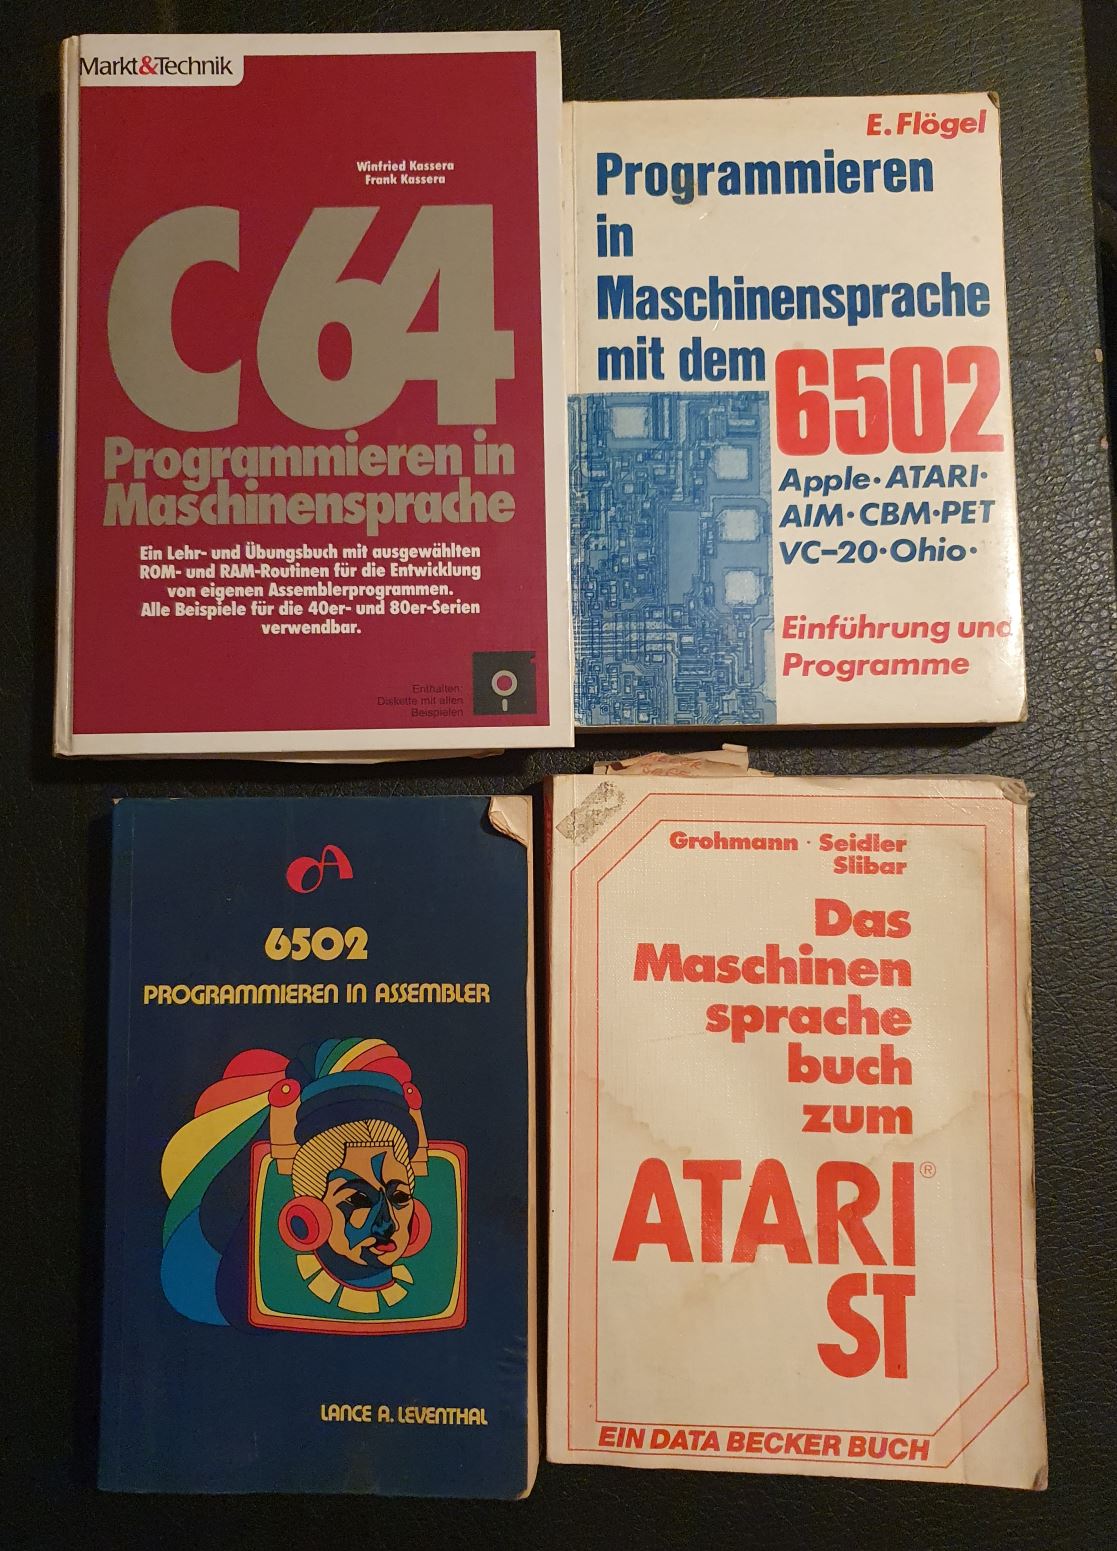 Markt&Technik
Winfried Kassera
Frank Kassera
C64
Programmieren in
Maschinensprache
Ein Lehr- und Übungsbuch mit ausgewählten
ROM- und RAM-Routinen für die Entwicklung
von eigenen Assemblerprogrammen.
Alle Beispiele für die 40er- und 80er-Serien
verwendbar.
Enthalten:
Diskette mit allen
Beispielen
E. Flögel
Programmieren
in
Maschinensprache
mit dem 6502
Apple·ATARI·
AIM·CBM·PET
VC-20·Ohio·
Einführung und
Programme
6502
PROGRAMMIEREN IN ASSEMBLER
LANCE A. LEVENTHAL
Grohmann · Seidler
Slibar
Das
Maschinen
sprache
buch
zum
ATARI®
ST
EIN DATA BECKER BUCH